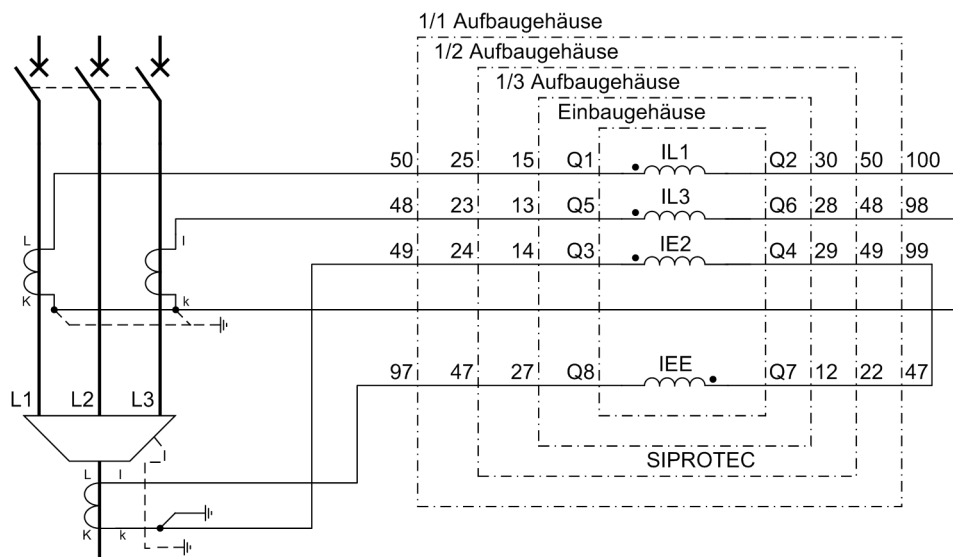 1/1 Aufbaugehäuse
1/2 Aufbaugehäuse
1/3 Aufbaugehäuse
Einbaugehäuse
50 25 15 Q1 IL1 Q2 30 50 100
48 23 13 Q5 IL3 Q6 28 48 98
L l
49 24 14 Q3 IE2 Q4 29 49 99
K k
97 47 27 Q8 IEE Q7 12 22 47
L1 L2 L3
SIPROTEC
L l
K k